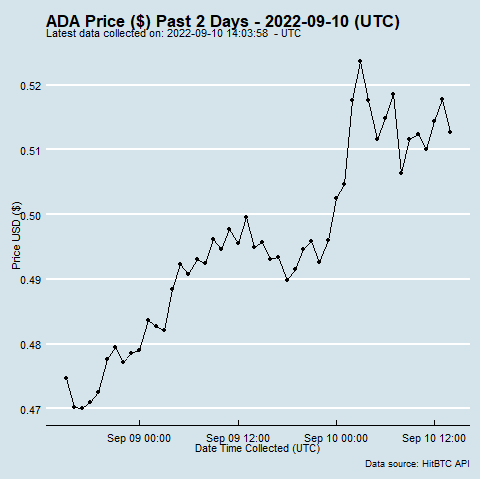 ADA Price ($) Past 2 Days - 2022-09-10 (UTC)
Latest data collected on: 2022-09-10 14:03:58 - UTC
0.52
0.51
0.50
0.49
0.48
0.47
Price USD ($)
Sep 09 00:00 Sep 09 12:00 Sep 10 00:00 Sep 10 12:00
Date Time Collected (UTC)
Data source: HitBTC API